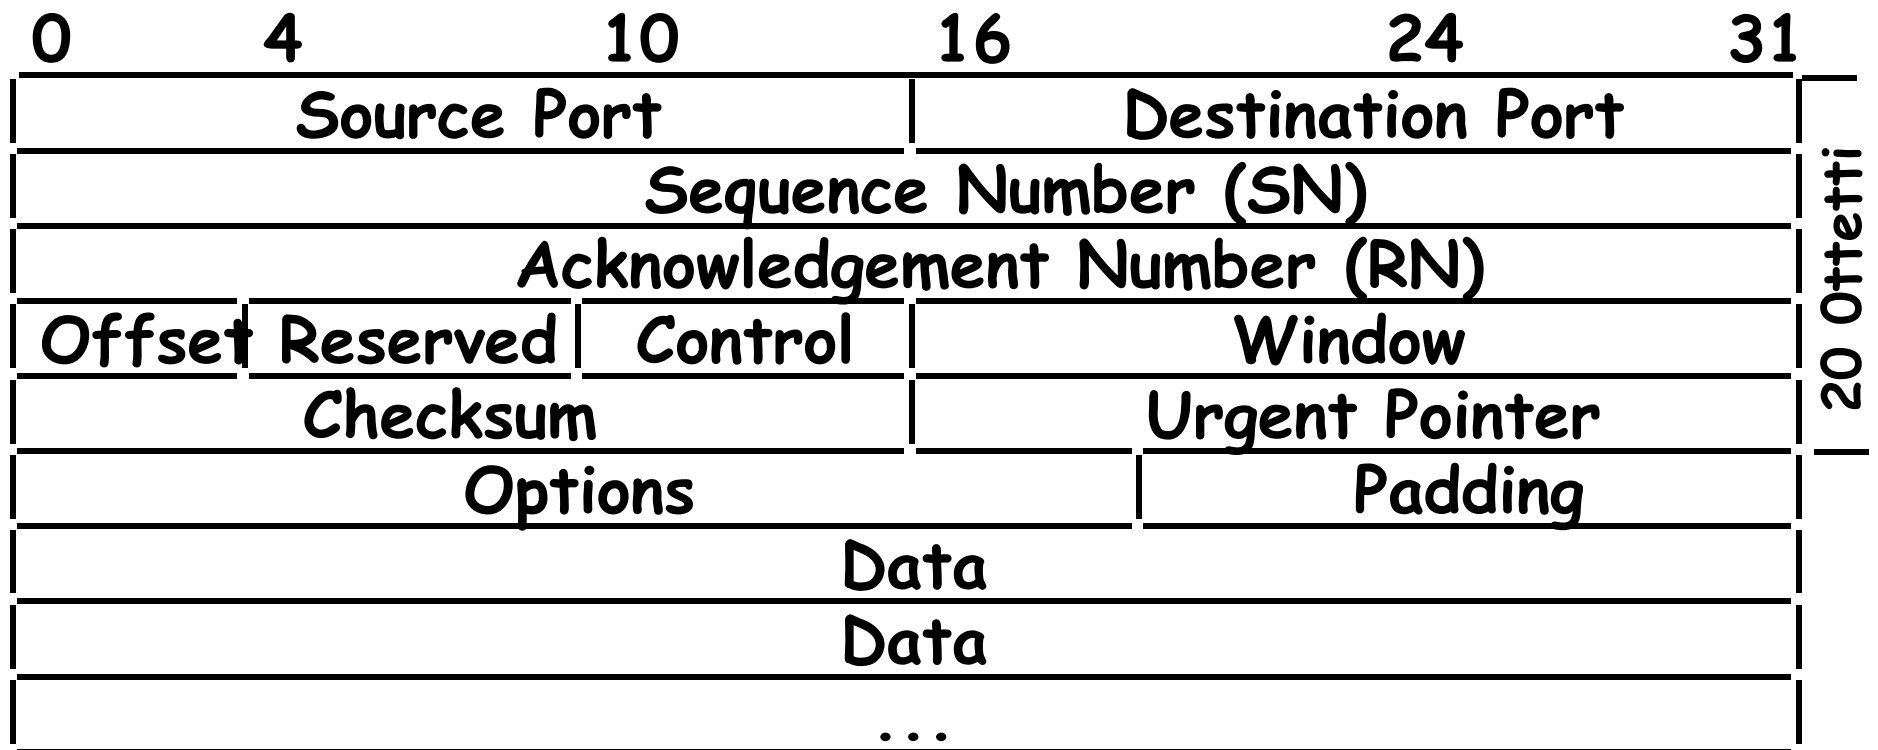 0 4 10 16 24 31
Source Port Destination Port
Sequence Number (SN)
Acknowledgement Number (RN)
Offset Reserved Control Window
Checksum Urgent Pointer
Options Padding
Data
Data
...
20 Ottetti